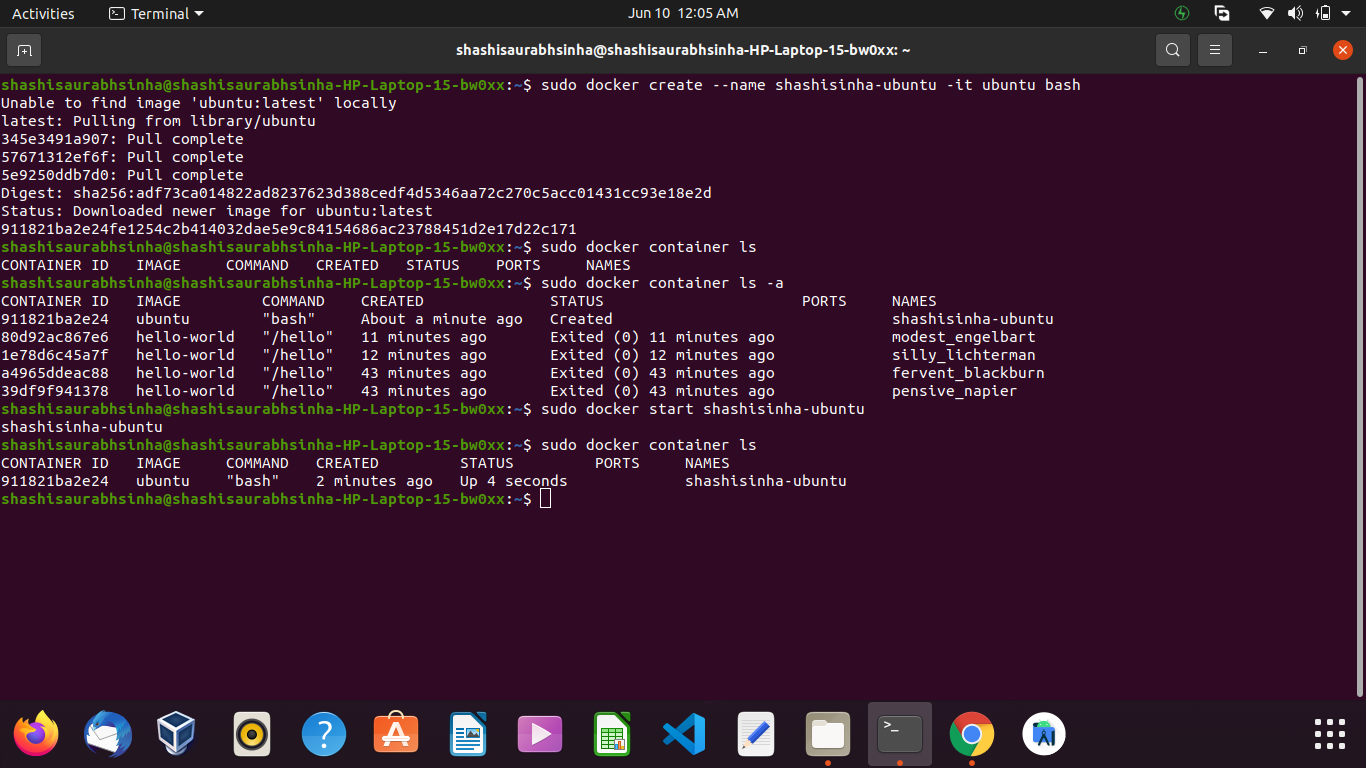 Activities Terminal Jun 10 12:05 AM
shashisaurabhsinha@shashisaurabhsinha-HP-Laptop-15-bw0xx: ~
shashisaurabhsinha@shashisaurabhsinha-HP-Laptop-15-bw0xx:~$ sudo docker create --name shashisinha-ubuntu -it ubuntu bash
Unable to find image 'ubuntu:latest' locally
latest: Pulling from library/ubuntu
345e3491a907: Pull complete
57671312ef6f: Pull complete
5e9250ddb7d0: Pull complete
Digest: sha256:adf73ca014822ad8237623d388cedf4d5346aa72c270c5acc01431cc93e18e2d
Status: Downloaded newer image for ubuntu:latest
911821ba2e24fe1254c2b414032dae5e9c84154686ac23788451d2e17d22c171
shashisaurabhsinha@shashisaurabhsinha-HP-Laptop-15-bw0xx:~$ sudo docker container ls
CONTAINER ID   IMAGE     COMMAND   CREATED   STATUS    PORTS     NAMES
shashisaurabhsinha@shashisaurabhsinha-HP-Laptop-15-bw0xx:~$ sudo docker container ls -a
CONTAINER ID   IMAGE         COMMAND    CREATED              STATUS                      PORTS     NAMES
911821ba2e24   ubuntu        "bash"     About a minute ago   Created                               shashisinha-ubuntu
80d92ac867e6   hello-world   "/hello"   11 minutes ago       Exited (0) 11 minutes ago             modest_engelbart
1e78d6c45a7f   hello-world   "/hello"   12 minutes ago       Exited (0) 12 minutes ago             silly_lichterman
a4965ddeac88   hello-world   "/hello"   43 minutes ago       Exited (0) 43 minutes ago             fervent_blackburn
39df9f941378   hello-world   "/hello"   43 minutes ago       Exited (0) 43 minutes ago             pensive_napier
shashisaurabhsinha@shashisaurabhsinha-HP-Laptop-15-bw0xx:~$ sudo docker start shashisinha-ubuntu
shashisinha-ubuntu
shashisaurabhsinha@shashisaurabhsinha-HP-Laptop-15-bw0xx:~$ sudo docker container ls
CONTAINER ID   IMAGE     COMMAND   CREATED         STATUS         PORTS     NAMES
911821ba2e24   ubuntu    "bash"    2 minutes ago   Up 4 seconds             shashisinha-ubuntu
shashisaurabhsinha@shashisaurabhsinha-HP-Laptop-15-bw0xx:~$